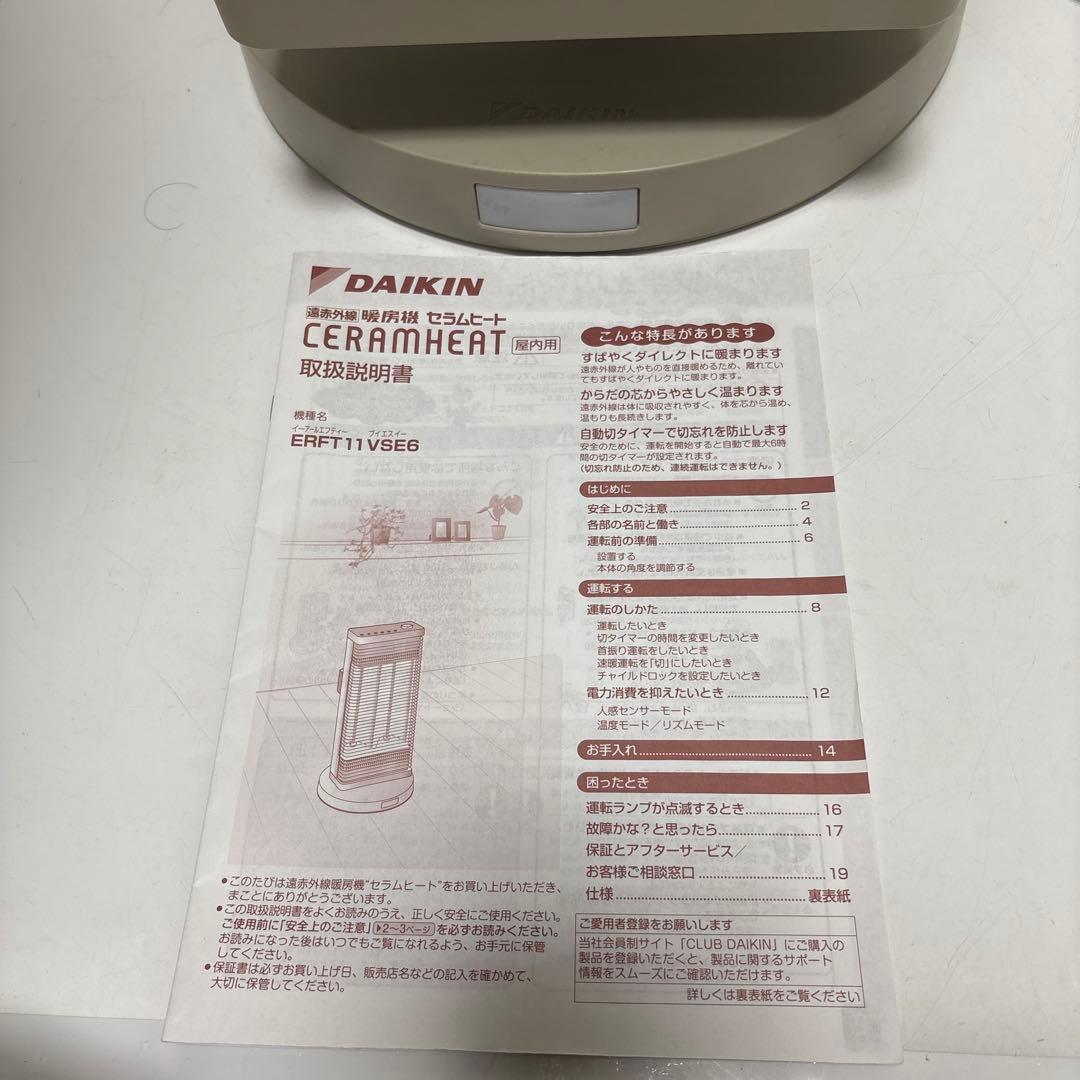 DAIKIN
DAIKIN
遠赤外線 暖房機 セラムヒート
CERAMHEAT 屋内用
取扱説明書
機種名
イーアールエフティー ブイエスイー
ERFT11VSE6
こんな特長があります
すばやくダイレクトに暖まります
遠赤外線が人やものを直接暖めるため、離れてい
てもすばやくダイレクトに暖まります。
からだの芯からやさしく温まります
遠赤外線は体に吸収されやすく、体を芯から温め、
温もりも長続きします。
自動切タイマーで切忘れを防止します
安全のために、運転を開始すると自動で最大6時
間の切タイマーが設定されます。
(切忘れ防止のため、連続運転はできません。)
はじめに
安全上のご注意 2
各部の名前と働き 4
運転前の準備 6
設置する
本体の角度を調節する
運転する
運転のしかた 8
運転したいとき
切タイマーの時間を変更したいとき
首振り運転をしたいとき
速暖運転を「切」にしたいとき
チャイルドロックを設定したいとき
電力消費を抑えたいとき 12
人感センサーモード
温度モード/リズムモード
お手入れ 14
困ったとき
運転ランプが点滅するとき 16
故障かな?と思ったら 17
保証とアフターサービス/
お客様ご相談窓口 19
仕様 裏表紙
ご愛用者登録をお願いします
当社会員制サイト「CLUB DAIKIN」にご購入の
製品を登録いただくと、製品に関するサポート
情報をスムーズにご確認いただけます。
詳しくは裏表紙をご覧ください
●このたびは遠赤外線暖房機"セラムヒート"をお買い上げいただき、
まことにありがとうございます。
●この取扱説明書をよくお読みのうえ、正しく安全にご使用ください。
ご使用前に「安全上のご注意」(▶2~3ページ)を必ずお読みください。
お読みになった後はいつでもご覧になれるよう、お手元に保管
してください。
●保証書は必ずお買い上げ日、販売店名などの記入を確かめて、
大切に保管してください。